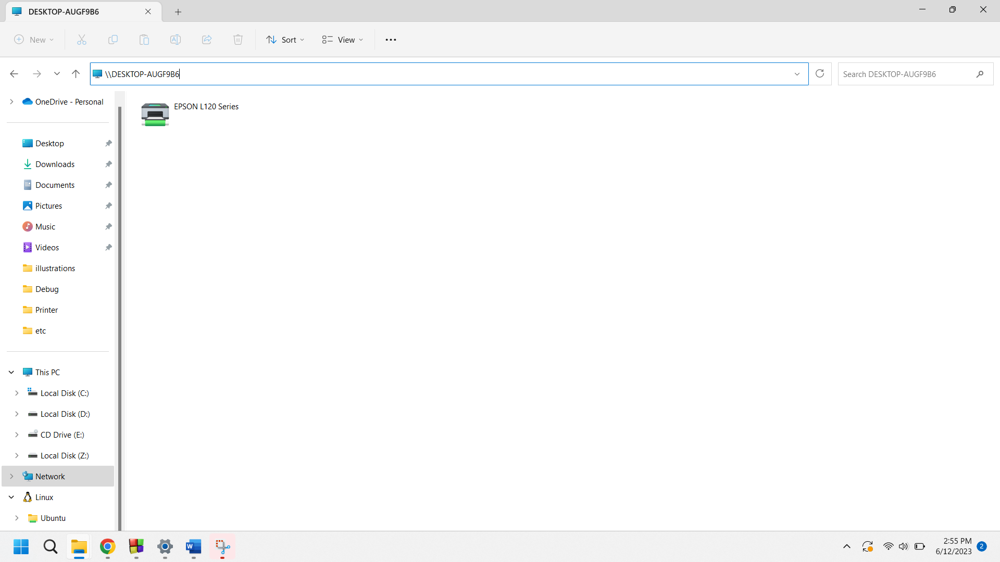 DESKTOP-AUGF9B6
New
Sort
View
\\DESKTOP-AUGF9B6
Search DESKTOP-AUGF9B6
OneDrive - Personal
EPSON L120 Series
Desktop
Downloads
Documents
Pictures
Music
Videos
illustrations
Debug
Printer
etc
This PC
Local Disk (C:)
Local Disk (D:)
CD Drive (E:)
Local Disk (Z:)
Network
Linux
Ubuntu
W
2:55 PM
6/12/2023
2